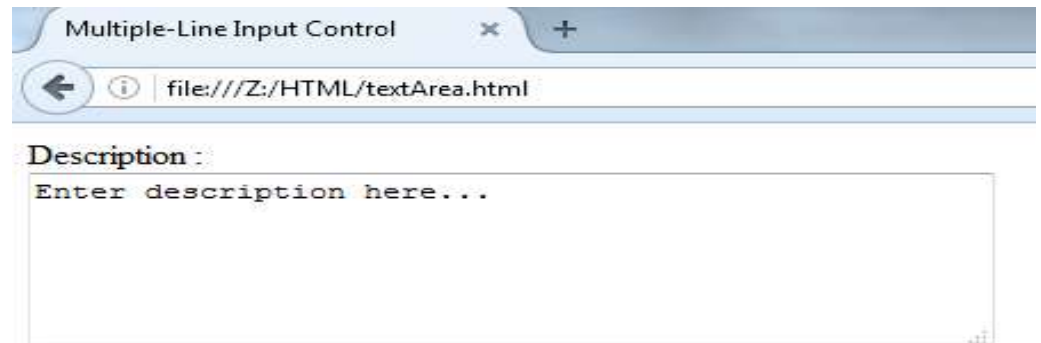 Multiple-Line Input Control
file:///Z:/HTML/textArea.html
Description :
Enter description here...